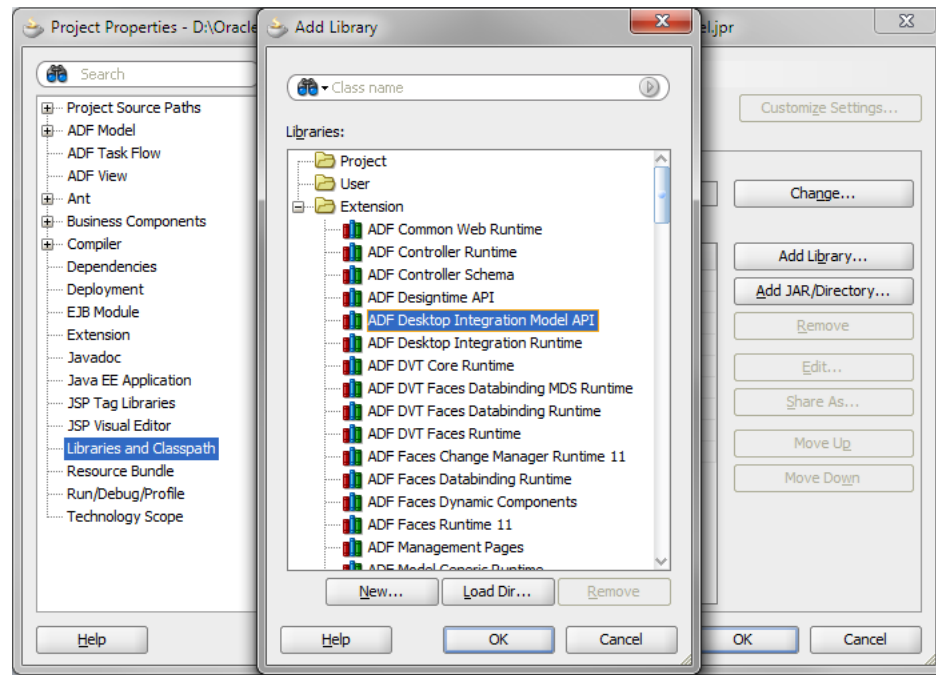 Project Properties - D:\Oracle
Search
Project Source Paths
ADF Model
ADF Task Flow
ADF View
Ant
Business Components
Compiler
Dependencies
Deployment
EJB Module
Extension
Javadoc
Java EE Application
JSP Tag Libraries
JSP Visual Editor
Libraries and Classpath
Resource Bundle
Run/Debug/Profile
Technology Scope
Help
Add Library
Class name
Libraries:
Project
User
Extension
ADF Common Web Runtime
ADF Controller Runtime
ADF Controller Schema
ADF Designtime API
ADF Desktop Integration Model API
ADF Desktop Integration Runtime
ADF DVT Core Runtime
ADF DVT Faces Databinding MDS Runtime
ADF DVT Faces Databinding Runtime
ADF DVT Faces Runtime
ADF Faces Change Manager Runtime 11
ADF Faces Databinding Runtime
ADF Faces Dynamic Components
ADF Faces Runtime 11
ADF Management Pages
ADF Model Generic Runtime
New... Load Dir... Remove
Help OK Cancel
el.jpr
Customize Settings...
Change...
Add Library...
Add JAR/Directory...
Remove
Edit...
Share As...
Move Up
Move Down
OK Cancel